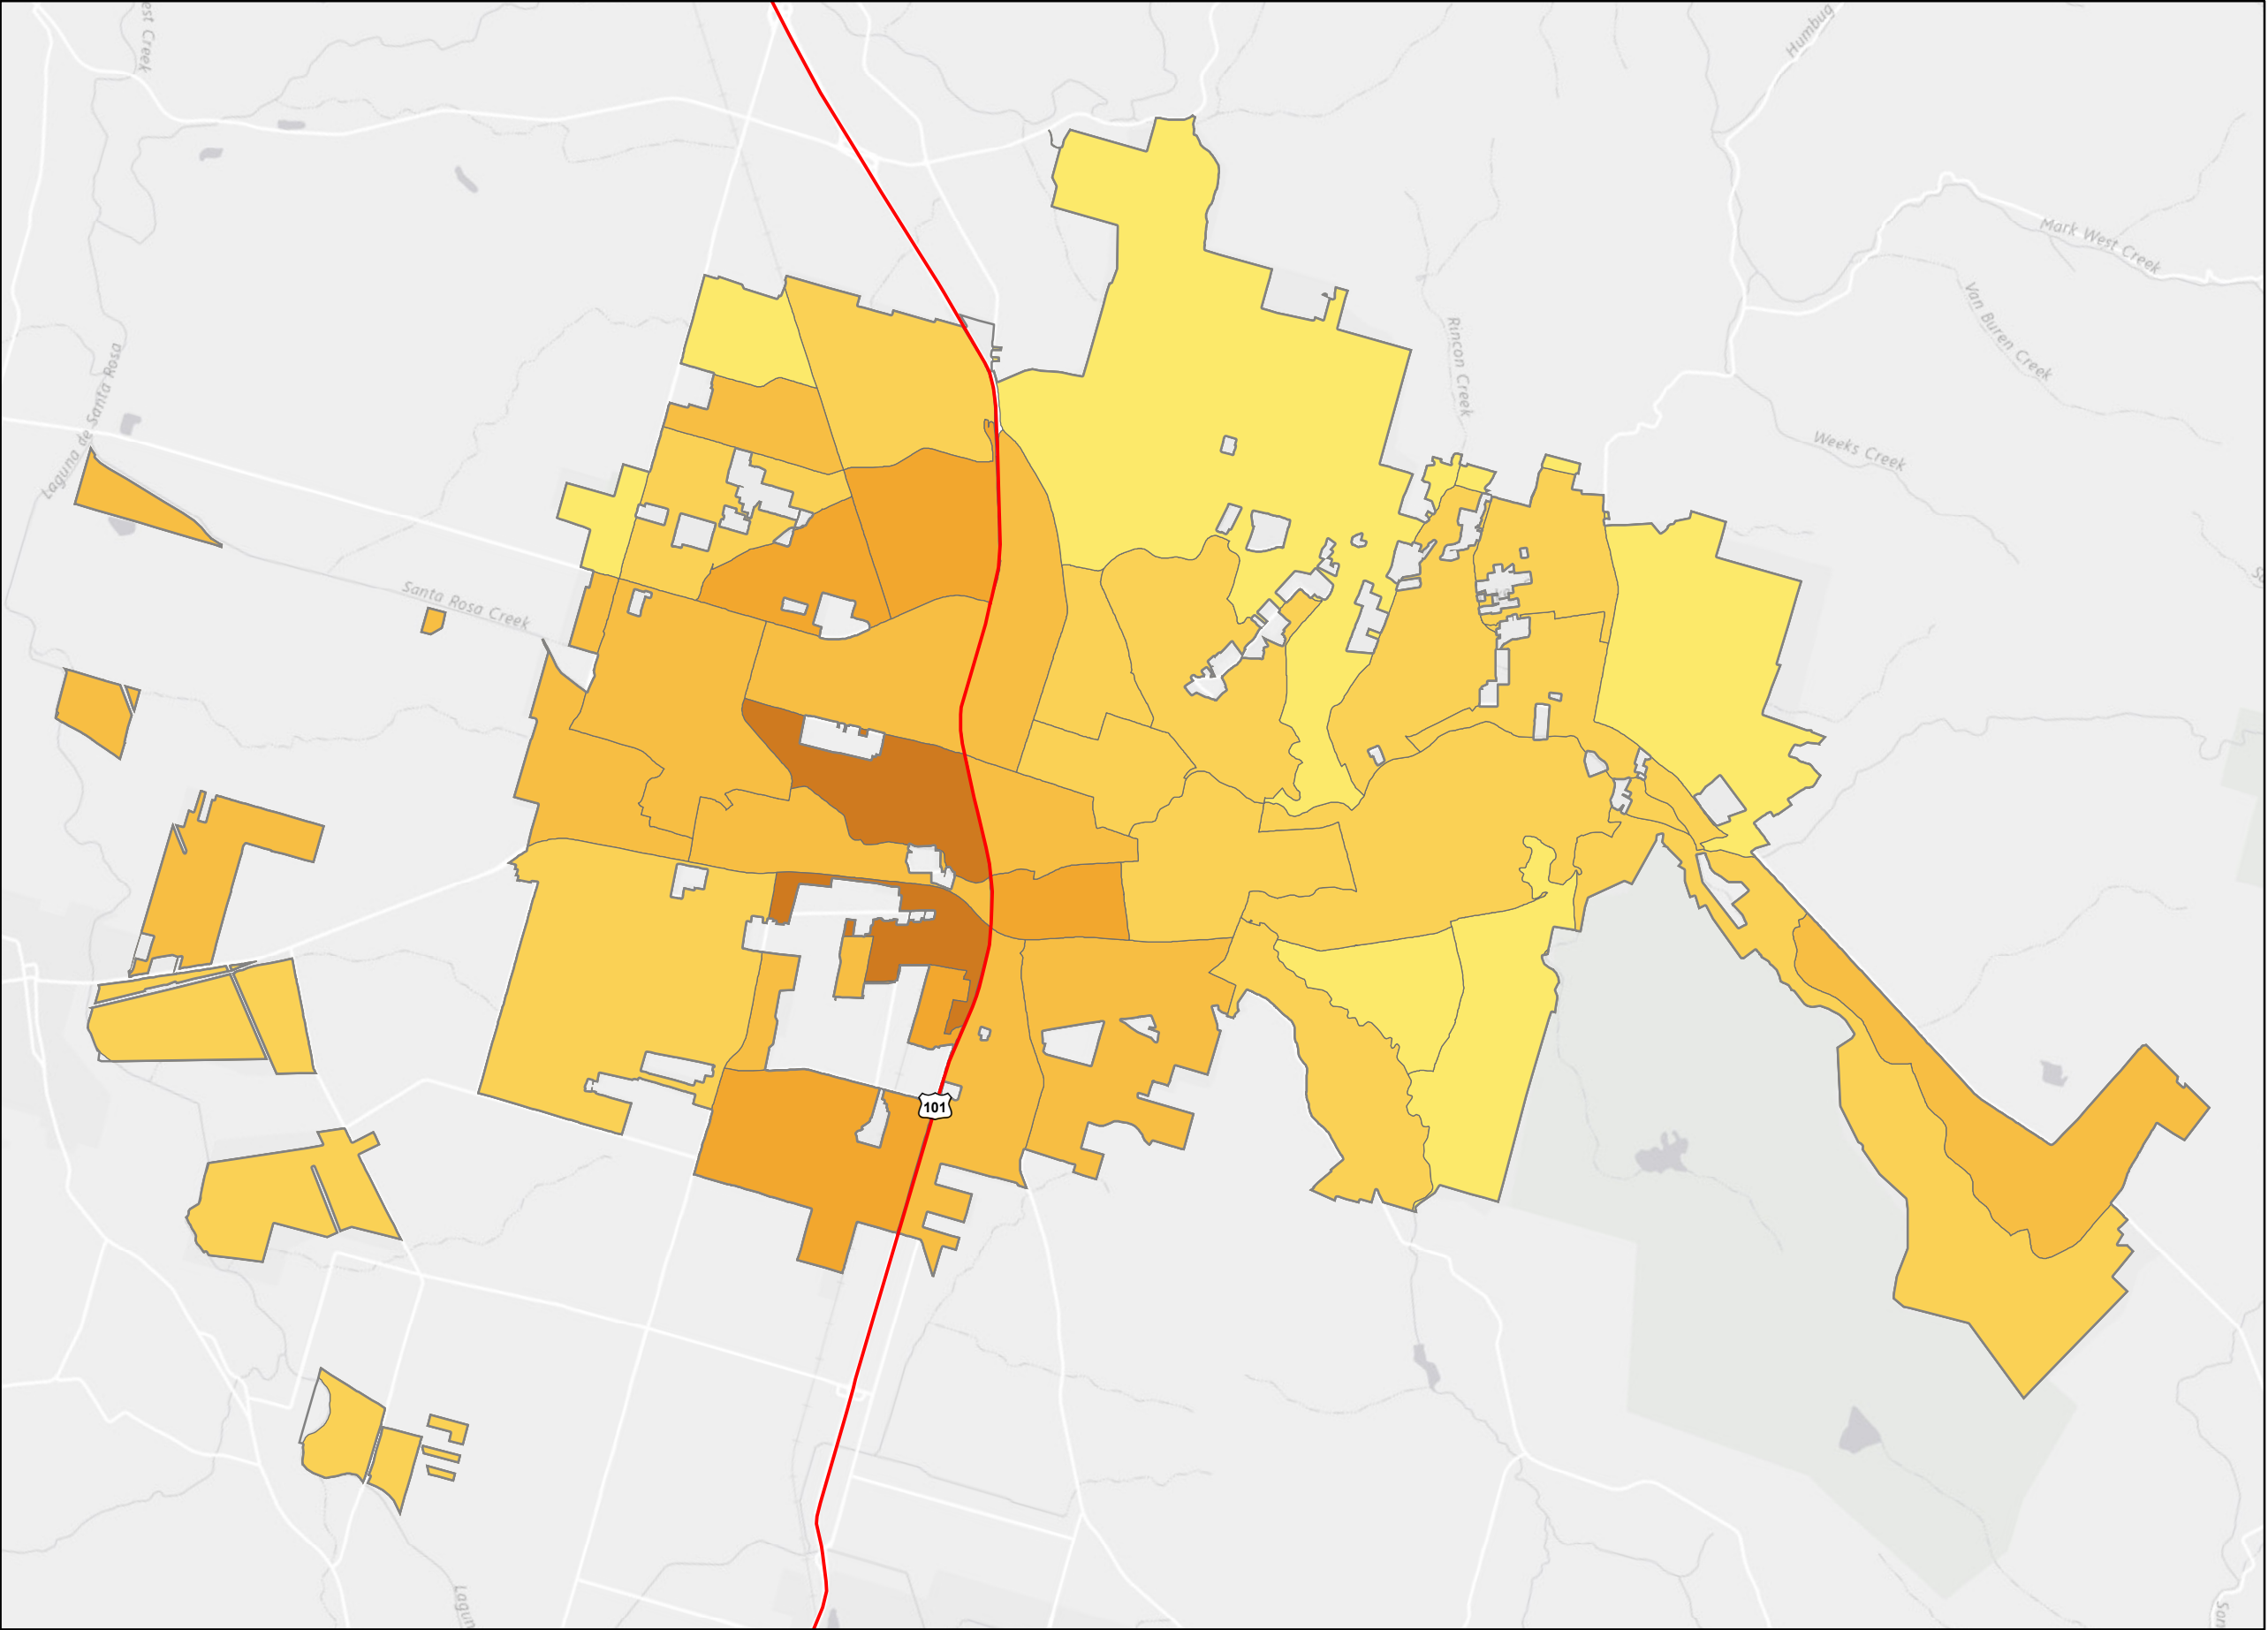 est Creek
Humbug
Mark West Creek
Van Buren Creek
Rincon Creek
Laguna de Santa Rosa
Weeks Creek
Santa Rosa Creek
101
Lagun